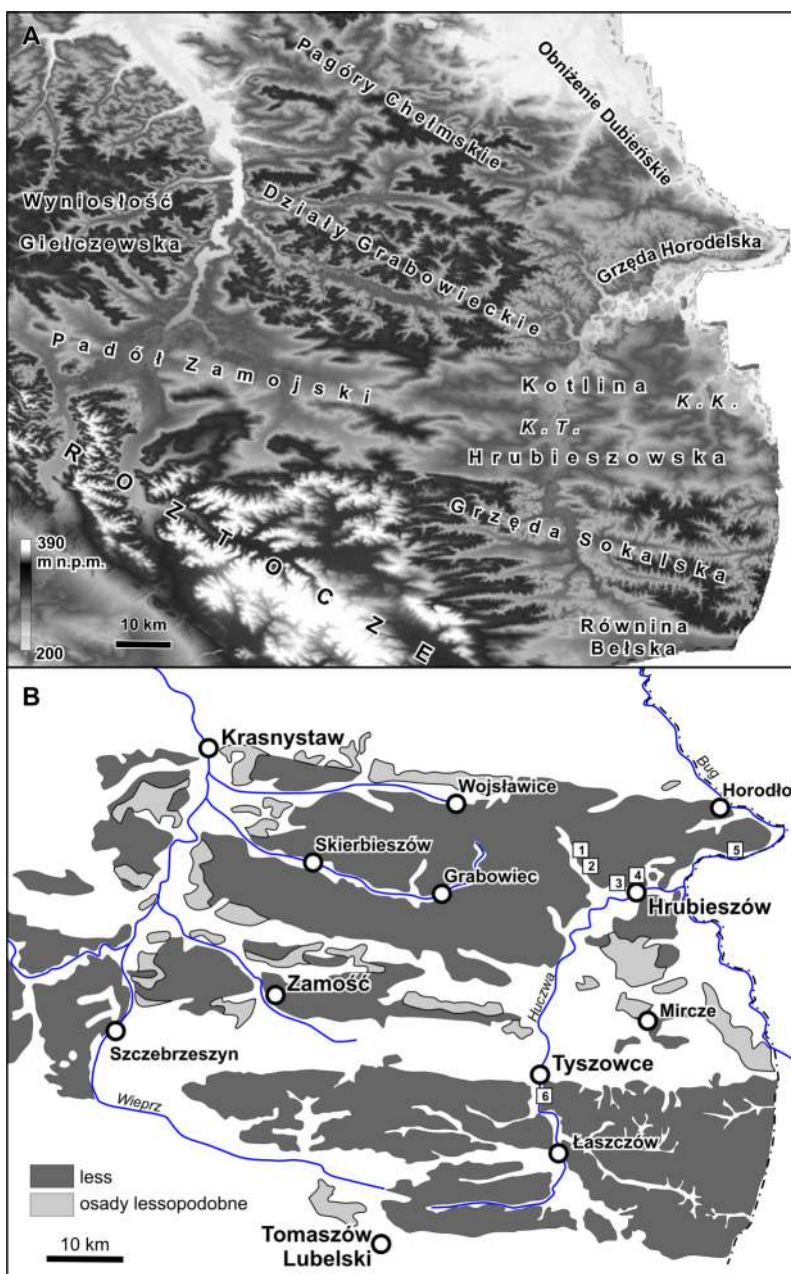 A
Pagóry Chełmskie
Obniżenie Dubieńskie
Wyniosłość
Giełczewska
Działy Grabowieckie
Grzęda Horodelska
Padół Zamojski
Kotlina
K. K.
K. T.
Hrubieszowska
ROZTOCZE
Grzęda Sokalska
390
m n.p.m.
200
10 km
Równina
Bełska
B
Krasnystaw
Bug
Wojsławice
Horodło
Skierbieszów
1
2
5
Grabowiec
3
4
Hrubieszów
Zamość
Huczwa
Mircze
Szczebrzeszyn
Tyszowce
6
Wieprz
Łaszczów
less
osady lessopodobne
10 km
Tomaszów
Lubelski